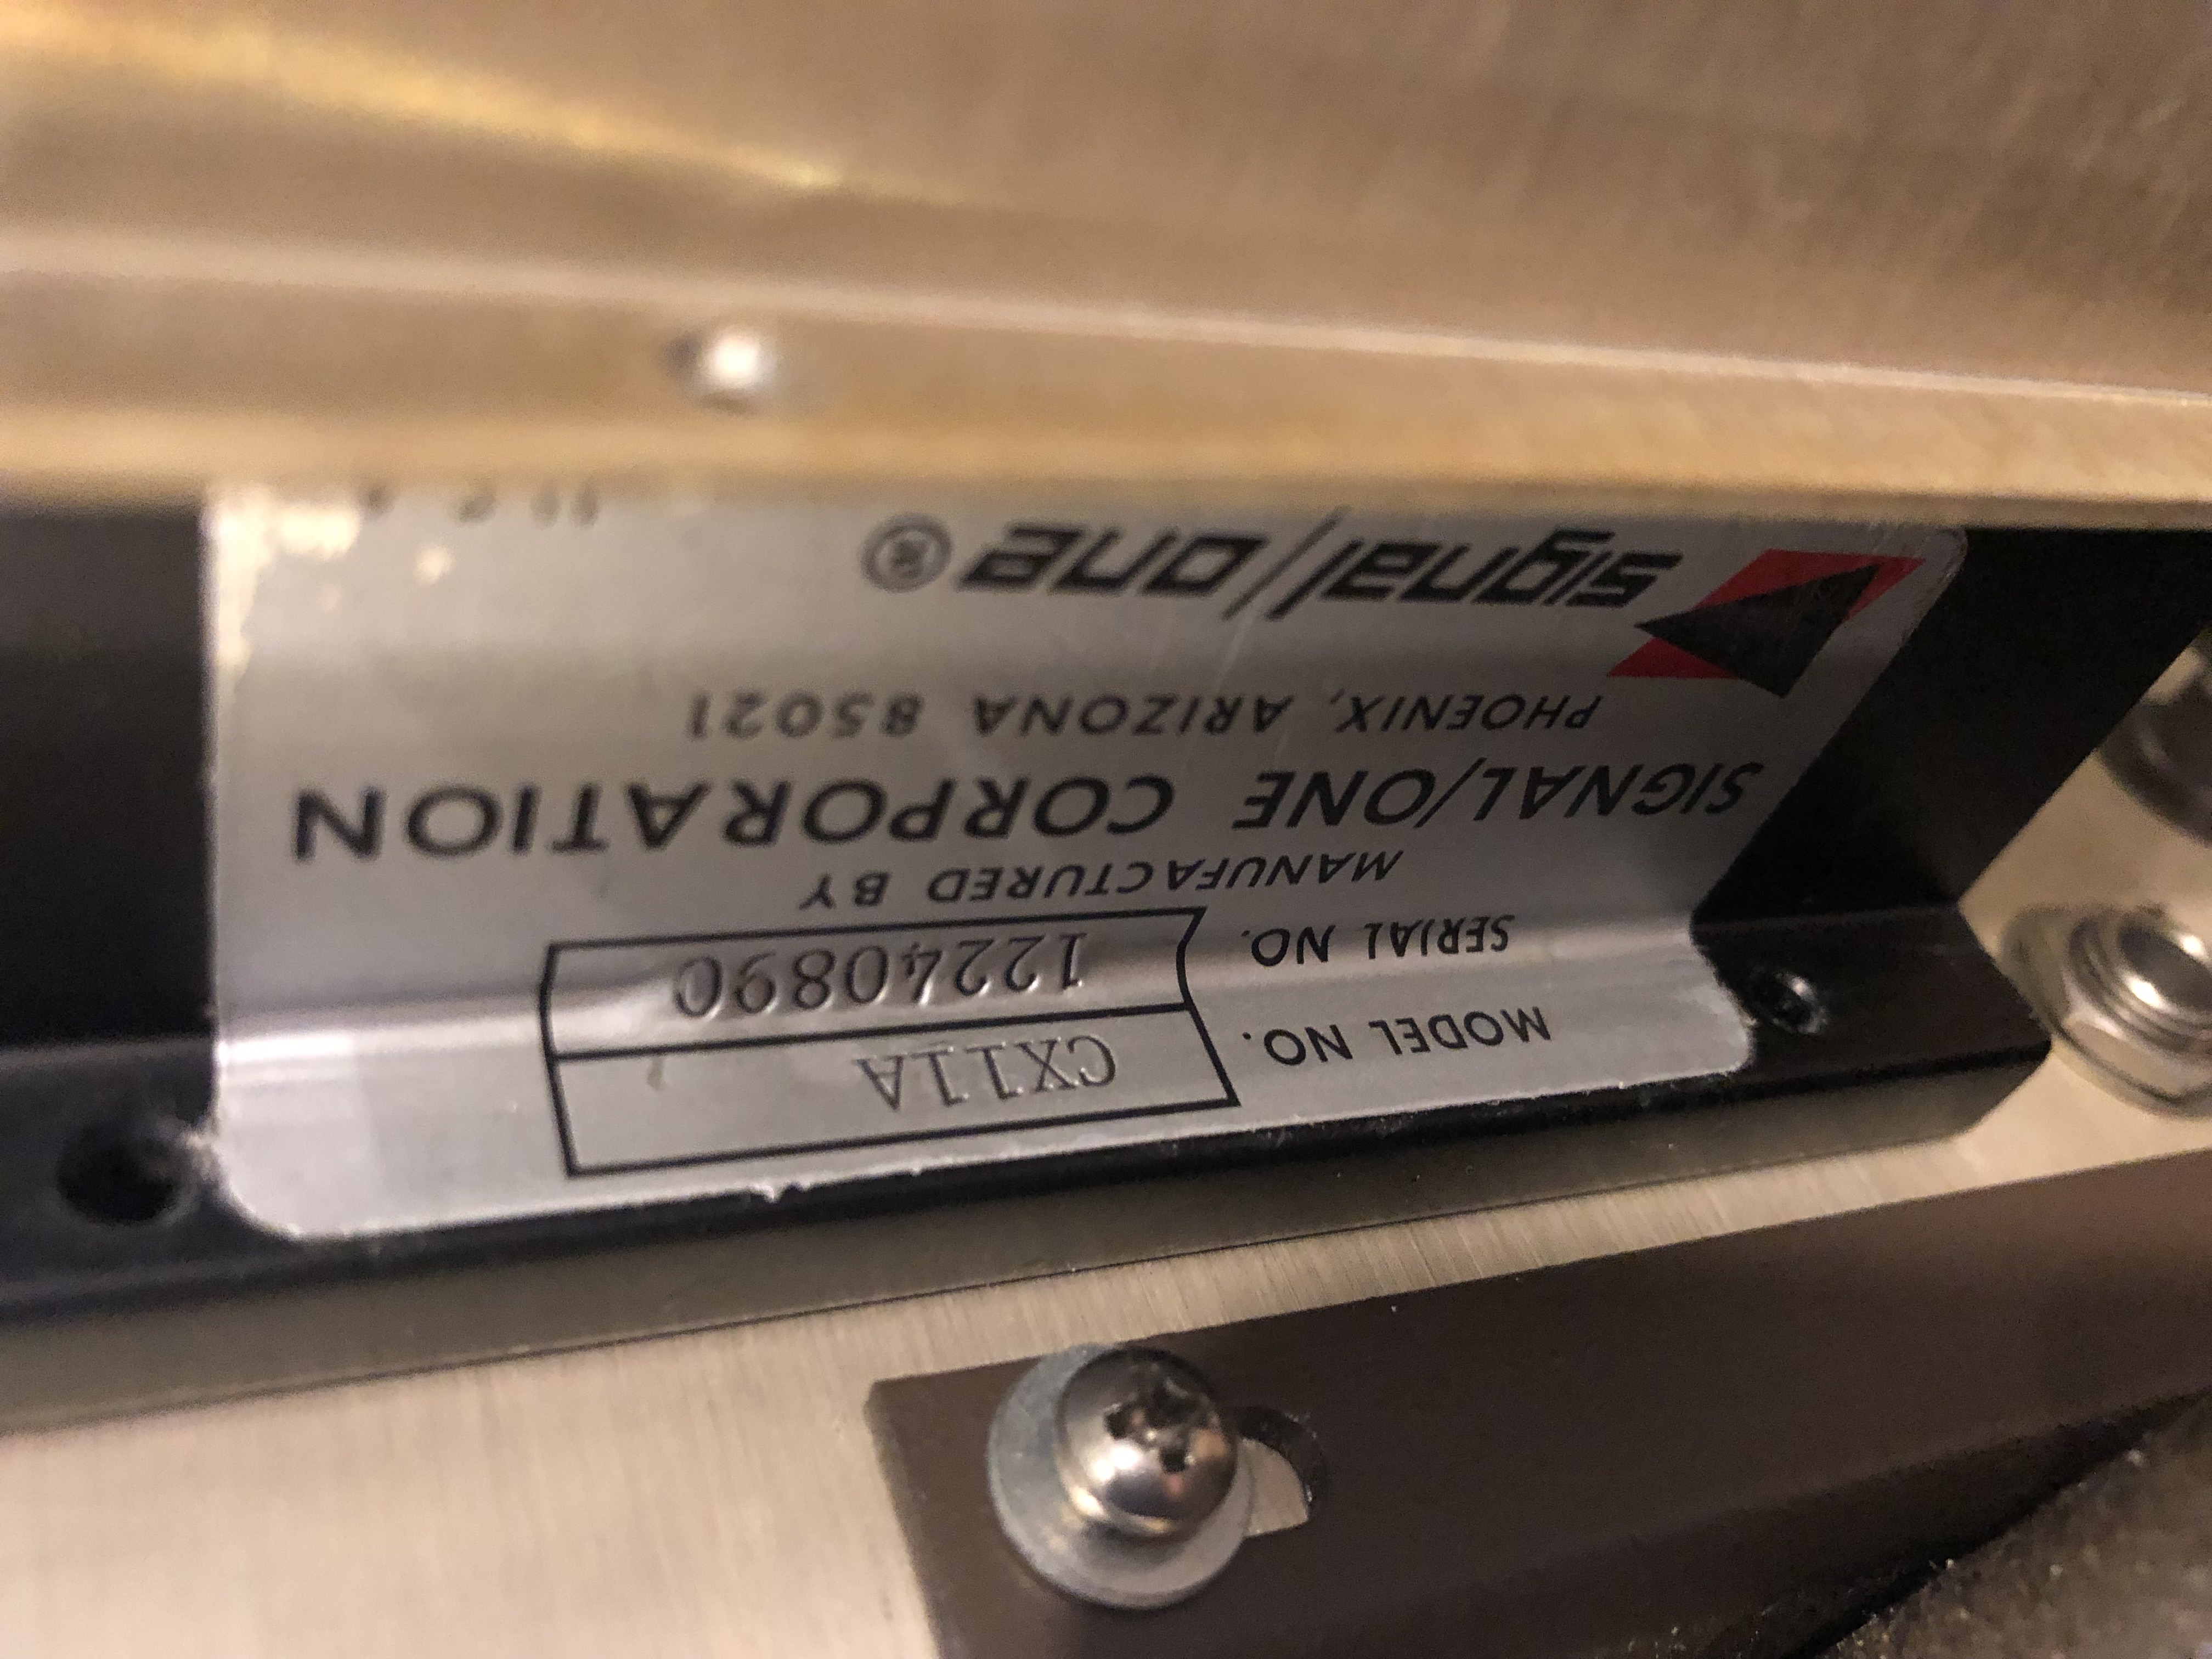 MODEL NO. CX11A
SERIAL NO. 12240890
MANUFACTURED BY
SIGNAL/ONE CORPORATION
PHOENIX, ARIZONA 85021
signal/one ®